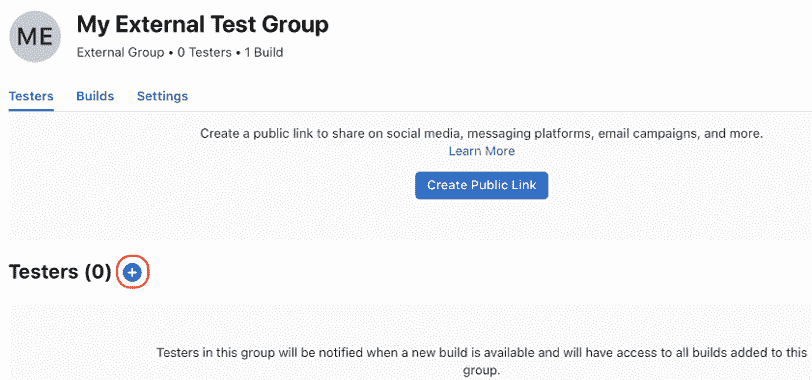 ME
My External Test Group
External Group • 0 Testers • 1 Build
Testers Builds Settings
Create a public link to share on social media, messaging platforms, email campaigns, and more.
Learn More
Create Public Link
Testers (0)
Testers in this group will be notified when a new build is available and will have access to all builds added to this
group.